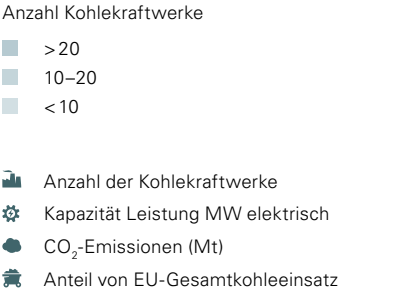 Anzahl Kohlekraftwerke
>20
10–20
<10
Anzahl der Kohlekraftwerke
Kapazität Leistung MW elektrisch
CO₂-Emissionen (Mt)
Anteil von EU-Gesamtkohleeinsatz